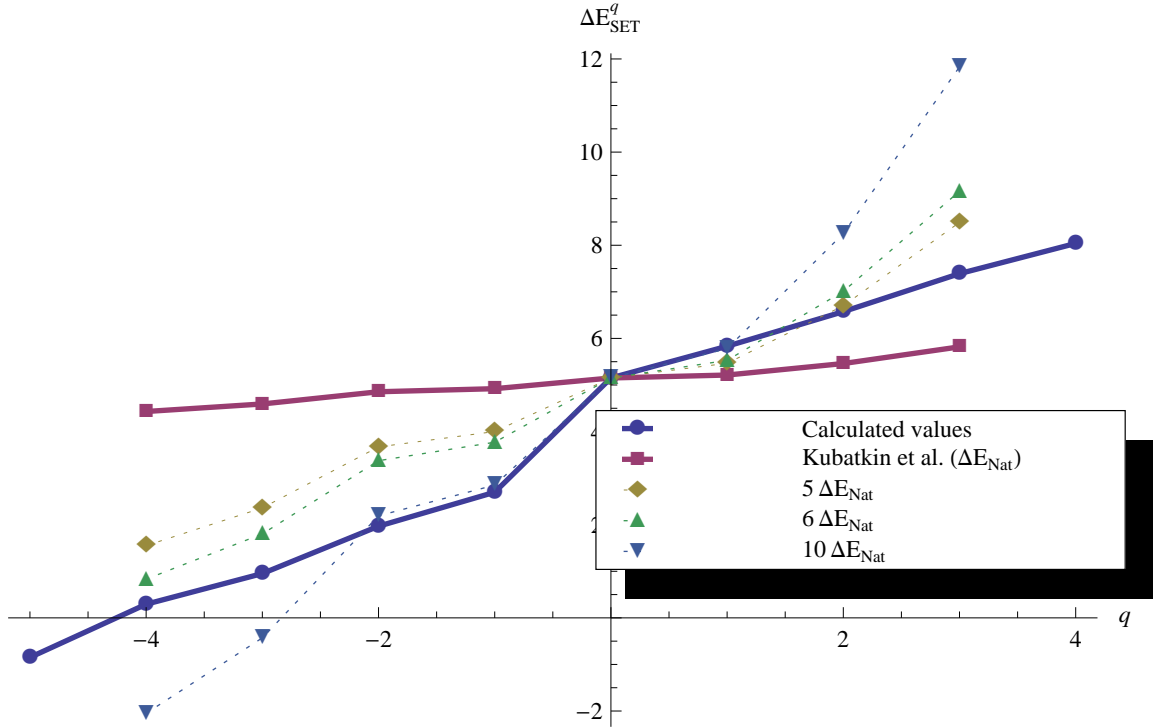 ΔE^q_SET
12
10
8
6
4
2
-2
-4
-2
2
4
q
Calculated values
Kubatkin et al. (ΔE_Nat)
5 ΔE_Nat
6 ΔE_Nat
10 ΔE_Nat